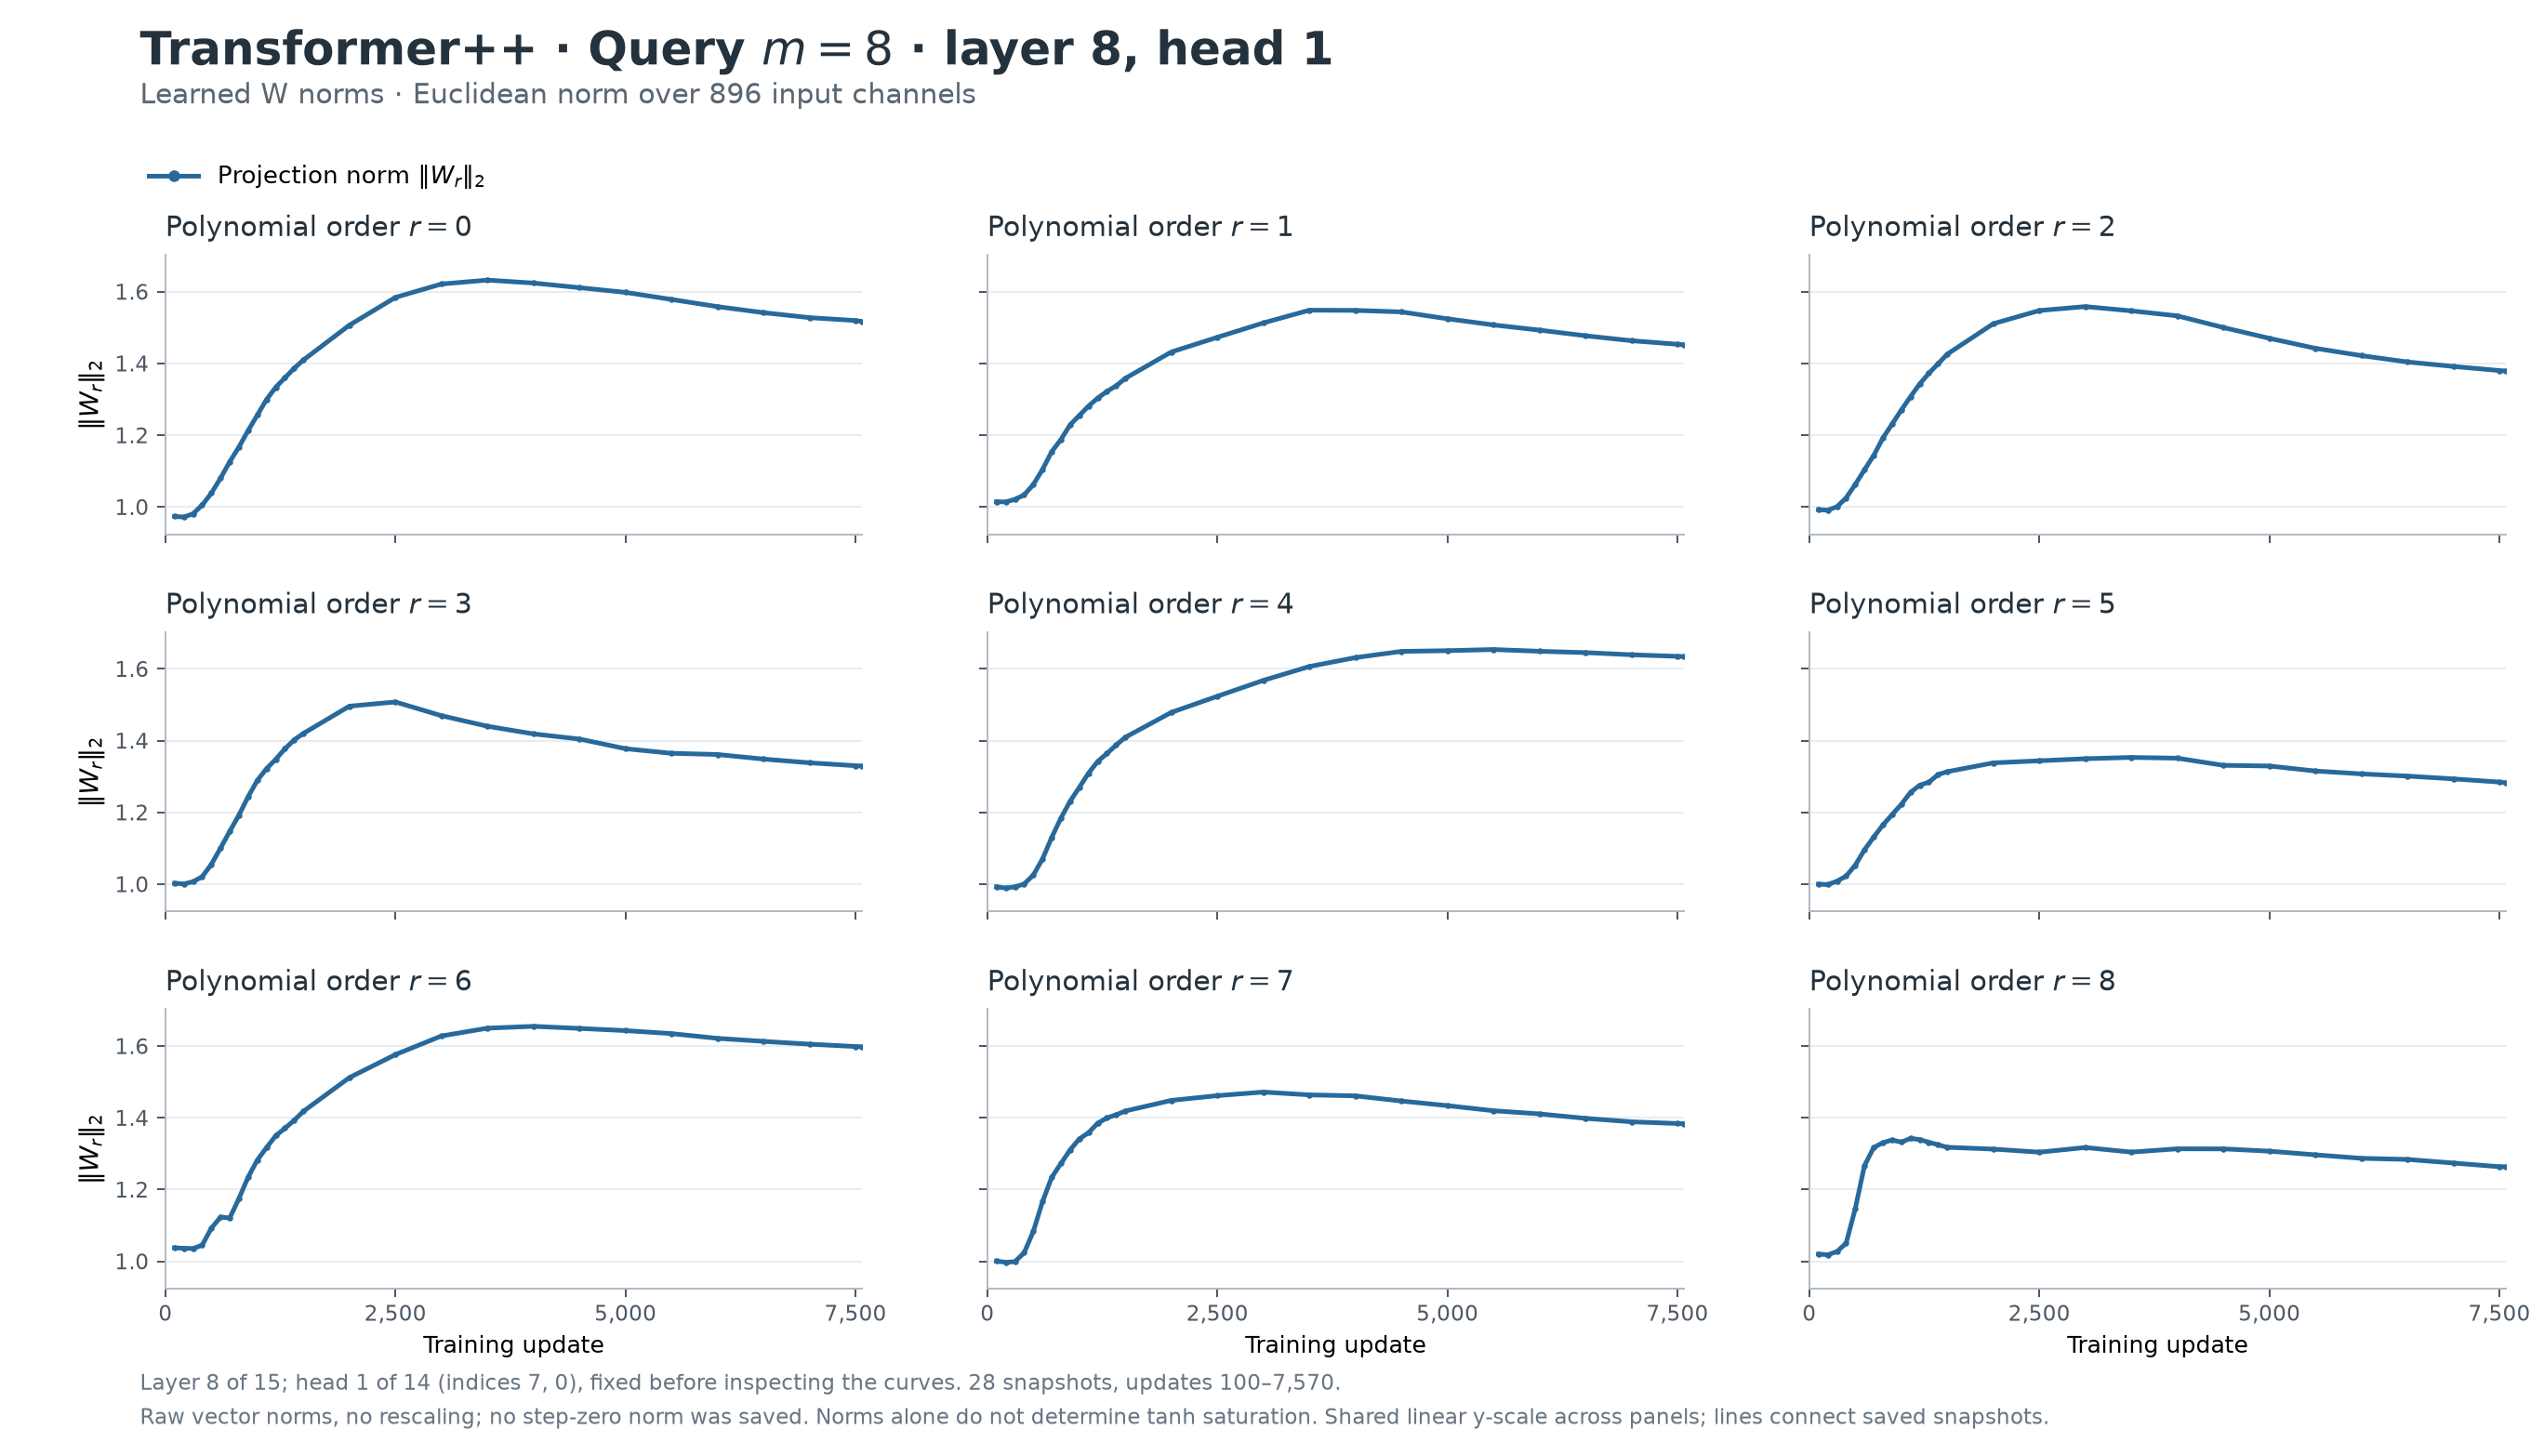 Transformer++ · Query m = 8 · layer 8, head 1
Learned W norms · Euclidean norm over 896 input channels
Projection norm ‖Wr‖2
Polynomial order r = 0
Polynomial order r = 1
Polynomial order r = 2
‖Wr‖2
1.6
1.4
1.2
1.0
Polynomial order r = 3
Polynomial order r = 4
Polynomial order r = 5
‖Wr‖2
1.6
1.4
1.2
1.0
Polynomial order r = 6
Polynomial order r = 7
Polynomial order r = 8
‖Wr‖2
1.6
1.4
1.2
1.0
0 2,500 5,000 7,500
0 2,500 5,000 7,500
0 2,500 5,000 7,500
Training update
Training update
Training update
Layer 8 of 15; head 1 of 14 (indices 7, 0), fixed before inspecting the curves. 28 snapshots, updates 100–7,570.
Raw vector norms, no rescaling; no step-zero norm was saved. Norms alone do not determine tanh saturation. Shared linear y-scale across panels; lines connect saved snapshots.